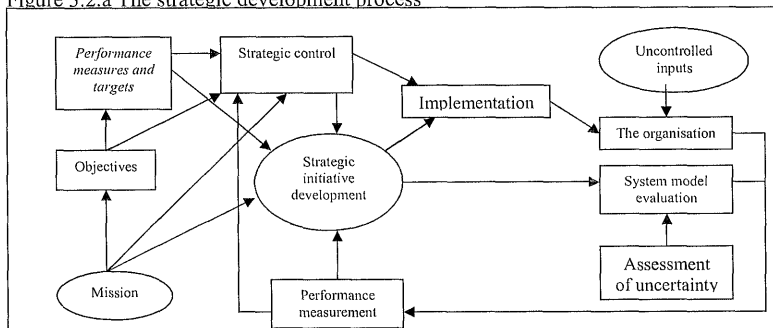 Figure 3.2.a The strategic development process
Performance
measures and
targets
Strategic control
Uncontrolled
inputs
Implementation
The organisation
Objectives
Strategic
initiative
development
System model
evaluation
Assessment
of uncertainty
Mission
Performance
measurement